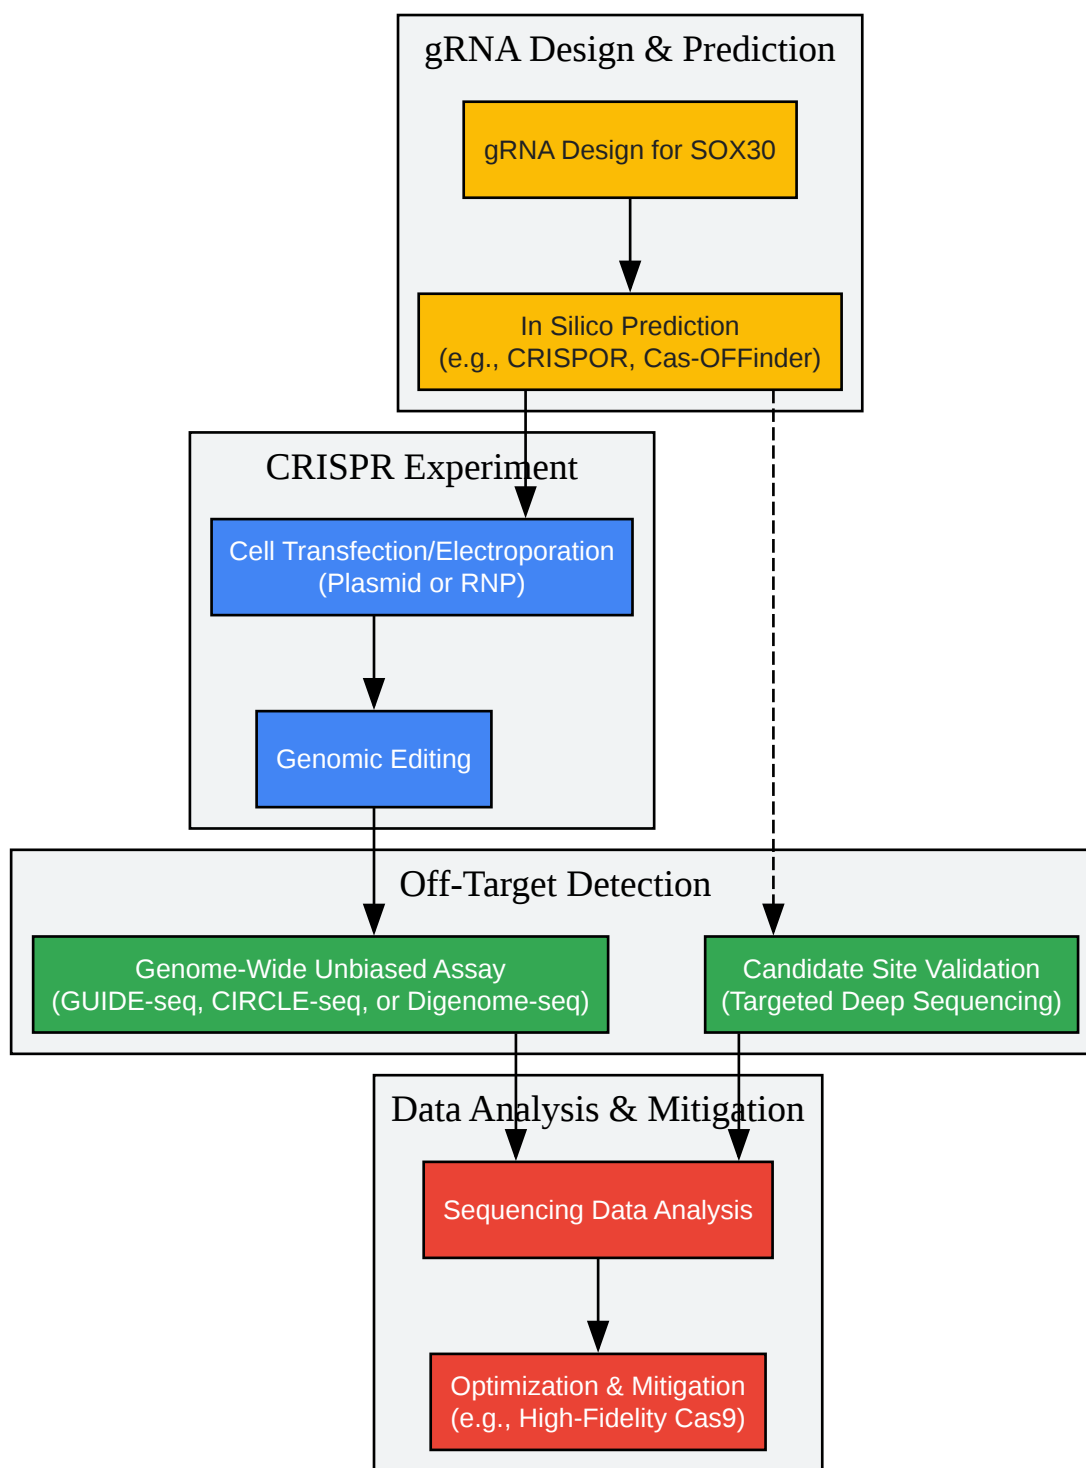 gRNA Design & Prediction
gRNA Design for SOX30
In Silico Prediction
(e.g., CRISPOR, Cas-OFFinder)
CRISPR Experiment
Cell Transfection/Electroporation
(Plasmid or RNP)
Genomic Editing
Off-Target Detection
Genome-Wide Unbiased Assay
(GUIDE-seq, CIRCLE-seq, or Digenome-seq)
Candidate Site Validation
(Targeted Deep Sequencing)
Data Analysis & Mitigation
Sequencing Data Analysis
Optimization & Mitigation
(e.g., High-Fidelity Cas9)